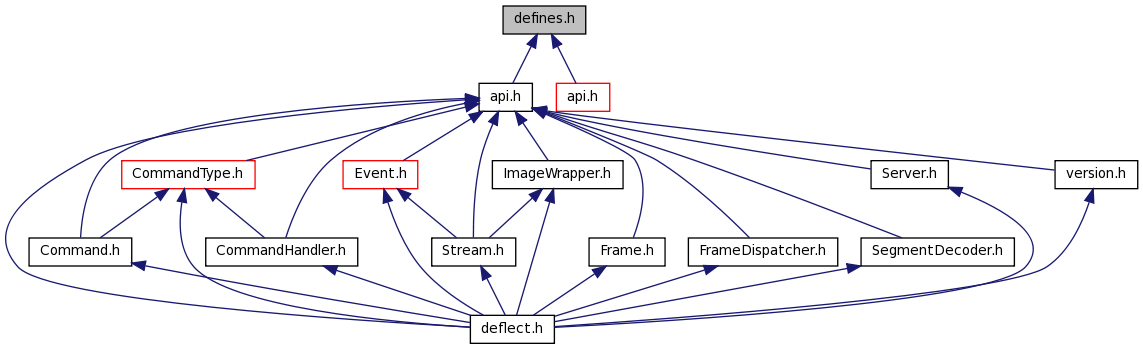 defines.h
api.h
api.h
CommandType.h
Event.h
ImageWrapper.h
Server.h
version.h
Command.h
CommandHandler.h
Stream.h
Frame.h
FrameDispatcher.h
SegmentDecoder.h
deflect.h